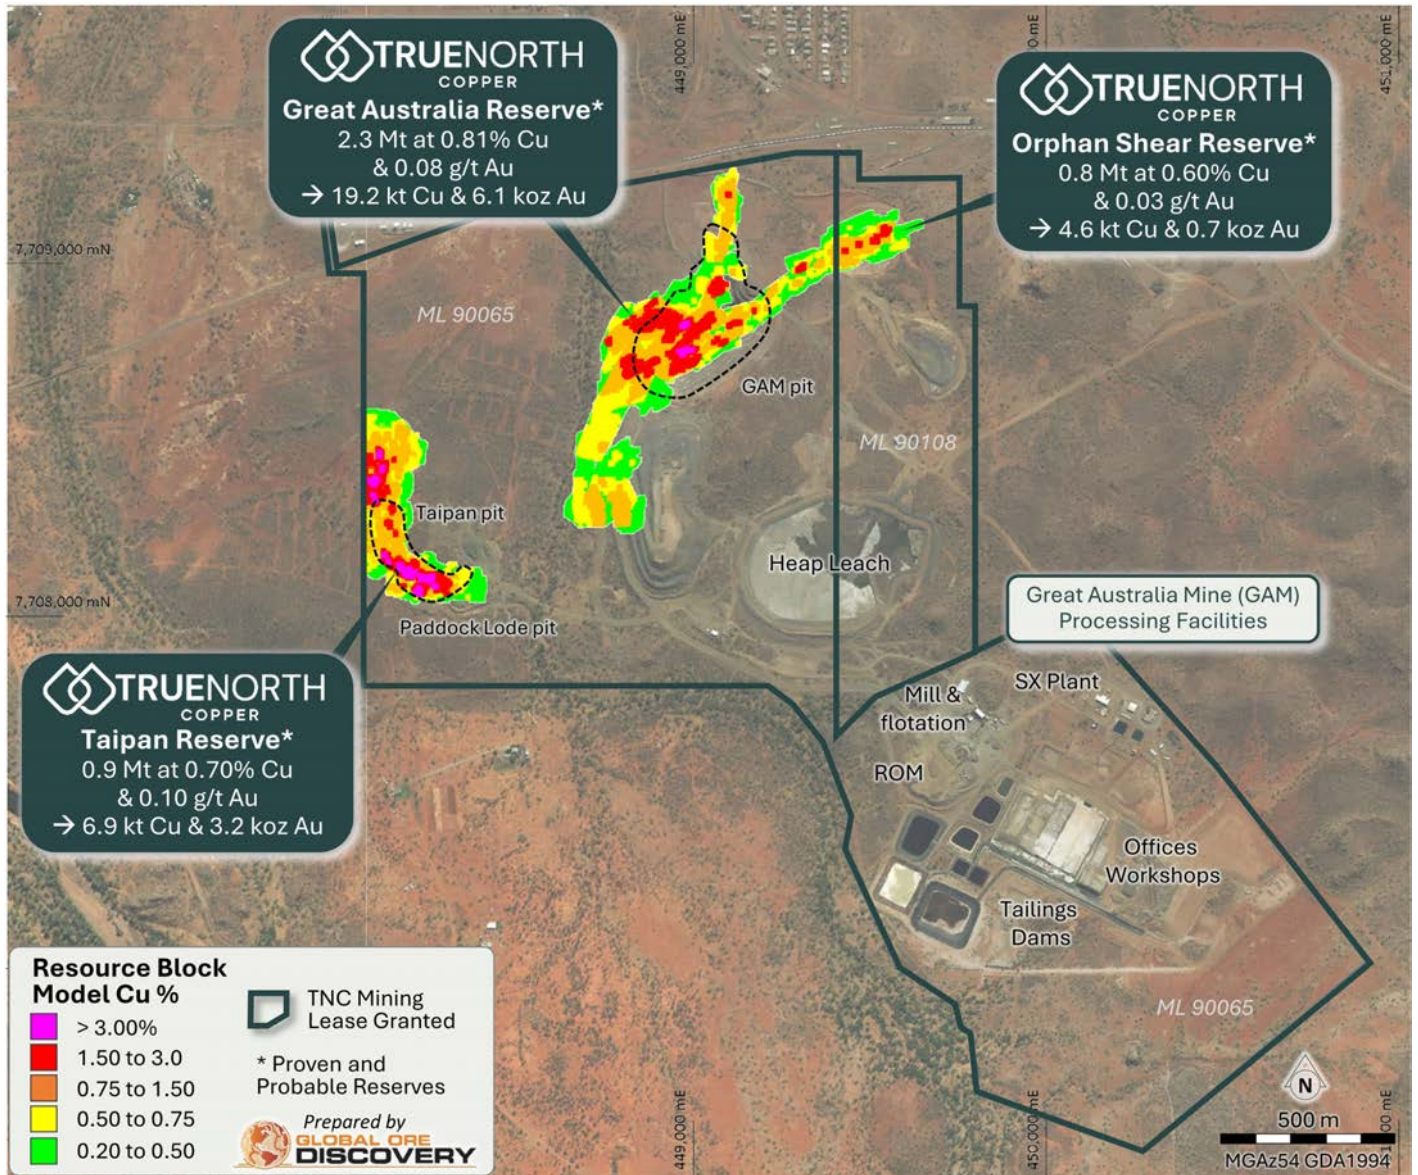 449,000 mE
0 mE
451,000 mE
TRUENORTH
COPPER
Great Australia Reserve*
2.3 Mt at 0.81% Cu
& 0.08 g/t Au
→ 19.2 kt Cu & 6.1 koz Au
TRUENORTH
COPPER
Orphan Shear Reserve*
0.8 Mt at 0.60% Cu
& 0.03 g/t Au
→ 4.6 kt Cu & 0.7 koz Au
7,709,000 mN
ML 90065
GAM pit
ML 90108
Taipan pit
Heap Leach
7,708,000 mN
Paddock Lode pit
Great Australia Mine (GAM)
Processing Facilities
TRUENORTH
COPPER
Taipan Reserve*
0.9 Mt at 0.70% Cu
& 0.10 g/t Au
→ 6.9 kt Cu & 3.2 koz Au
SX Plant
Mill &
flotation
ROM
Offices
Workshops
Tailings
Dams
ML 90065
Resource Block
Model Cu %
> 3.00%
1.50 to 3.0
0.75 to 1.50
0.50 to 0.75
0.20 to 0.50
TNC Mining
Lease Granted
* Proven and
Probable Reserves
Prepared by
GLOBAL ORE
DISCOVERY
449,000 mE
450,000 mE
451,000 mE
N
500 m
MGAz54 GDA1994